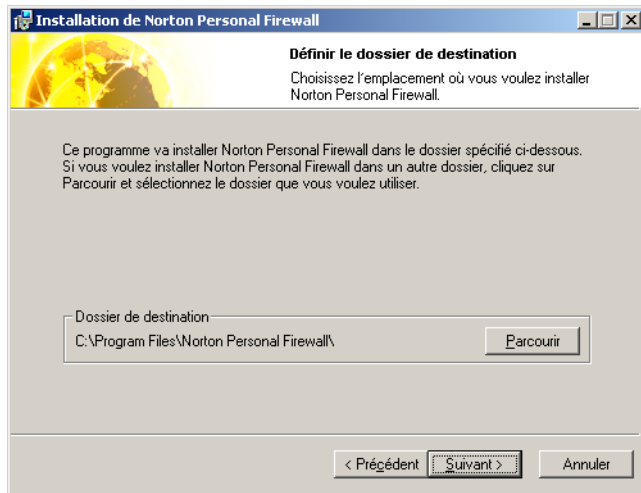 Installation de Norton Personal Firewall
Définir le dossier de destination
Choisissez l'emplacement où vous voulez installer
Norton Personal Firewall.
Ce programme va installer Norton Personal Firewall dans le dossier spécifié ci-dessous.
Si vous voulez installer Norton Personal Firewall dans un autre dossier, cliquez sur
Parcourir et sélectionnez le dossier que vous voulez utiliser.
Dossier de destination
C:\Program Files\Norton Personal Firewall\
Parcourir
< Précédent
Suivant >
Annuler